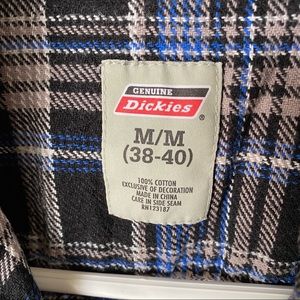 GENUINE
Dickies ®
M/M
(38-40)
100% COTTON
EXCLUSIVE OF DECORATION
MADE IN CHINA
CARE IN SIDE SEAM
RN123187